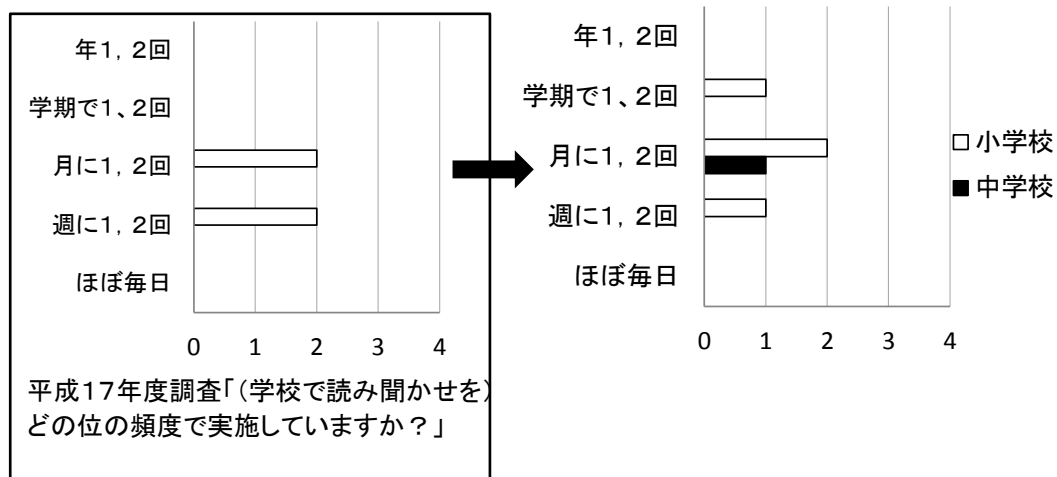 年1，2回
学期で1、2回
月に1，2回
週に1，2回
ほぼ毎日
0 1 2 3 4
平成17年度調査「(学校で読み聞かせを)
どの位の頻度で実施していますか？」
年1，2回
学期で1、2回
月に1，2回
週に1，2回
ほぼ毎日
0 1 2 3 4
小学校
中学校